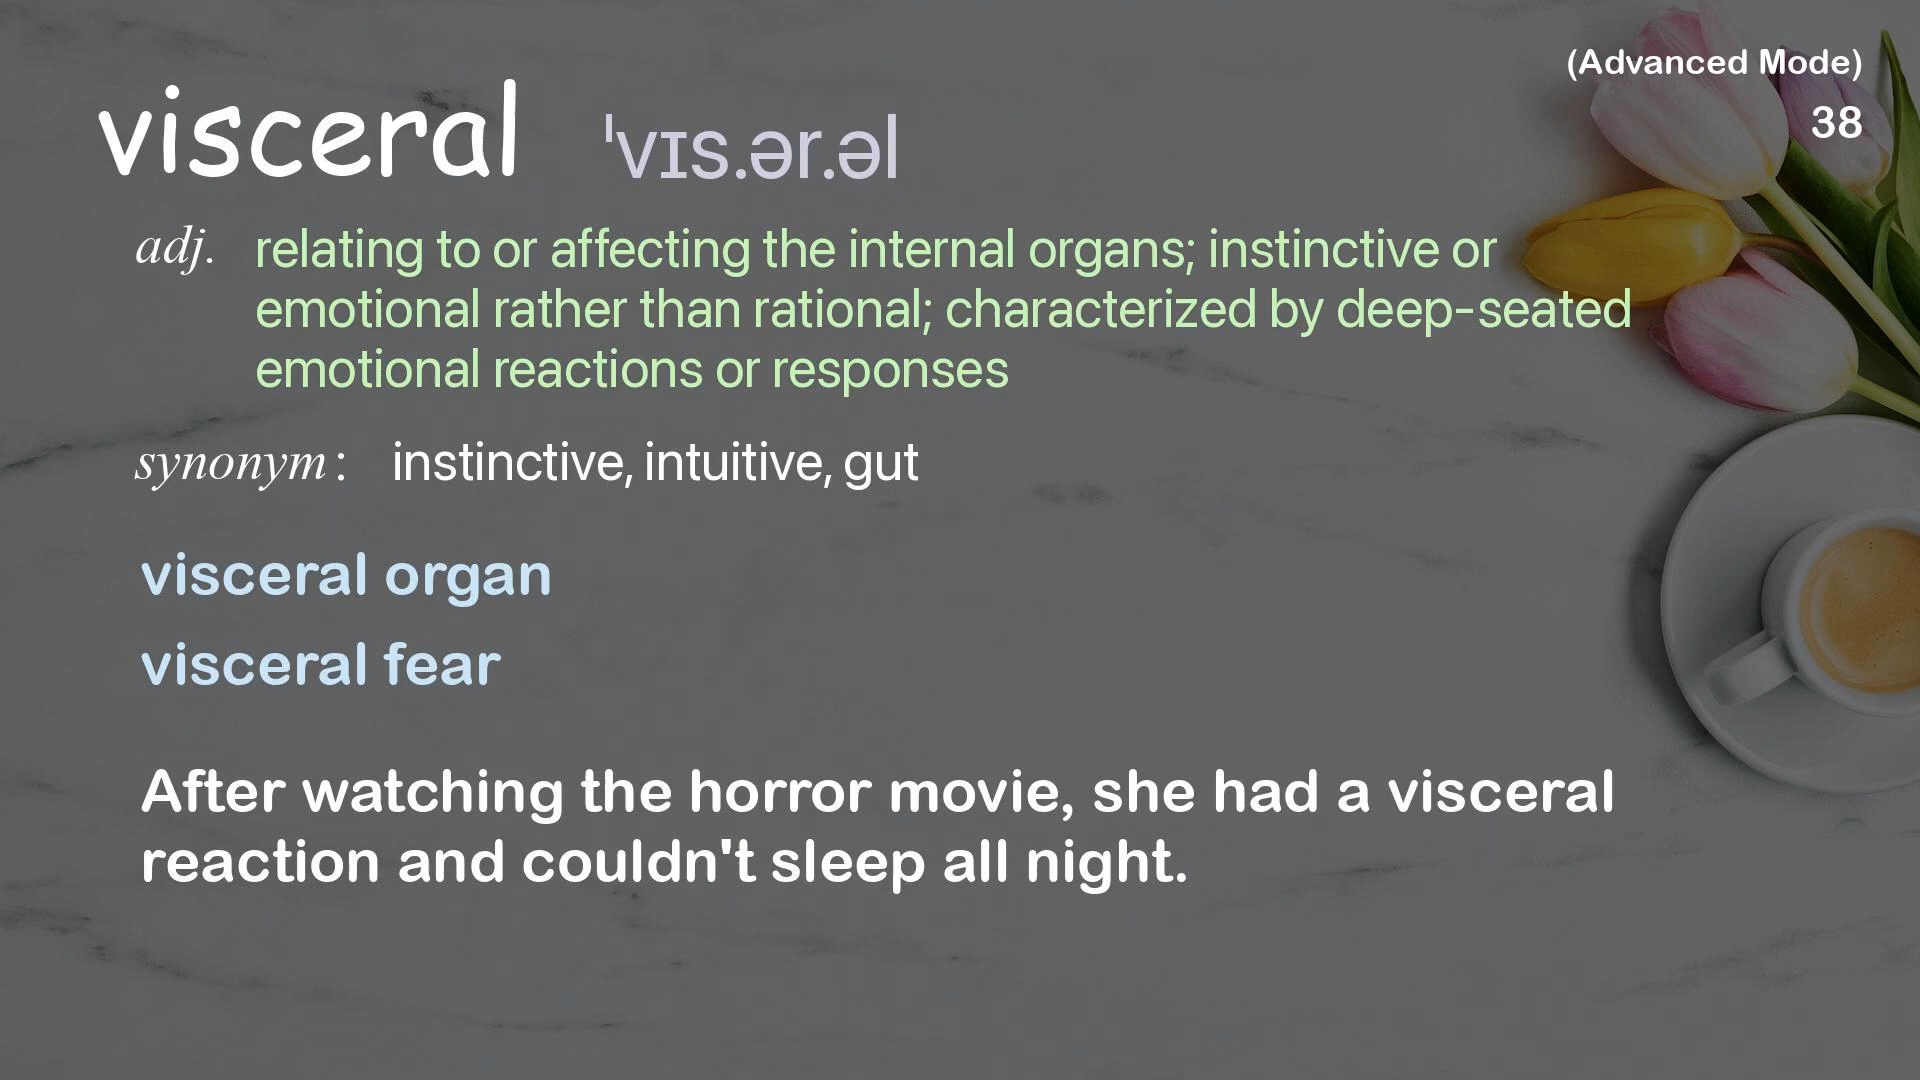 (Advanced Mode)
38
visceral ˈvɪs.ər.əl
adj. relating to or affecting the internal organs; instinctive or
emotional rather than rational; characterized by deep-seated
emotional reactions or responses
synonym: instinctive, intuitive, gut
visceral organ
visceral fear
After watching the horror movie, she had a visceral
reaction and couldn't sleep all night.